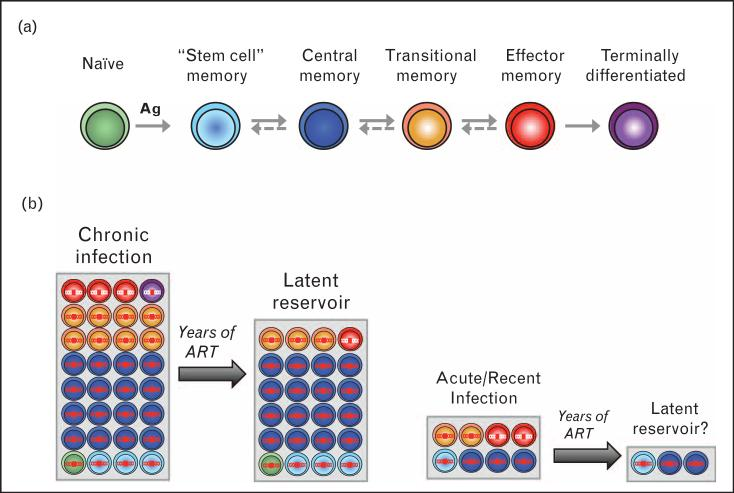 (a)
Naïve
“Stem cell”
memory
Central
memory
Transitional
memory
Effector
memory
Terminally
differentiated
Ag
(b)
Chronic
infection
Years of
ART
Latent
reservoir
Acute/Recent
Infection
Years of
ART
Latent
reservoir?